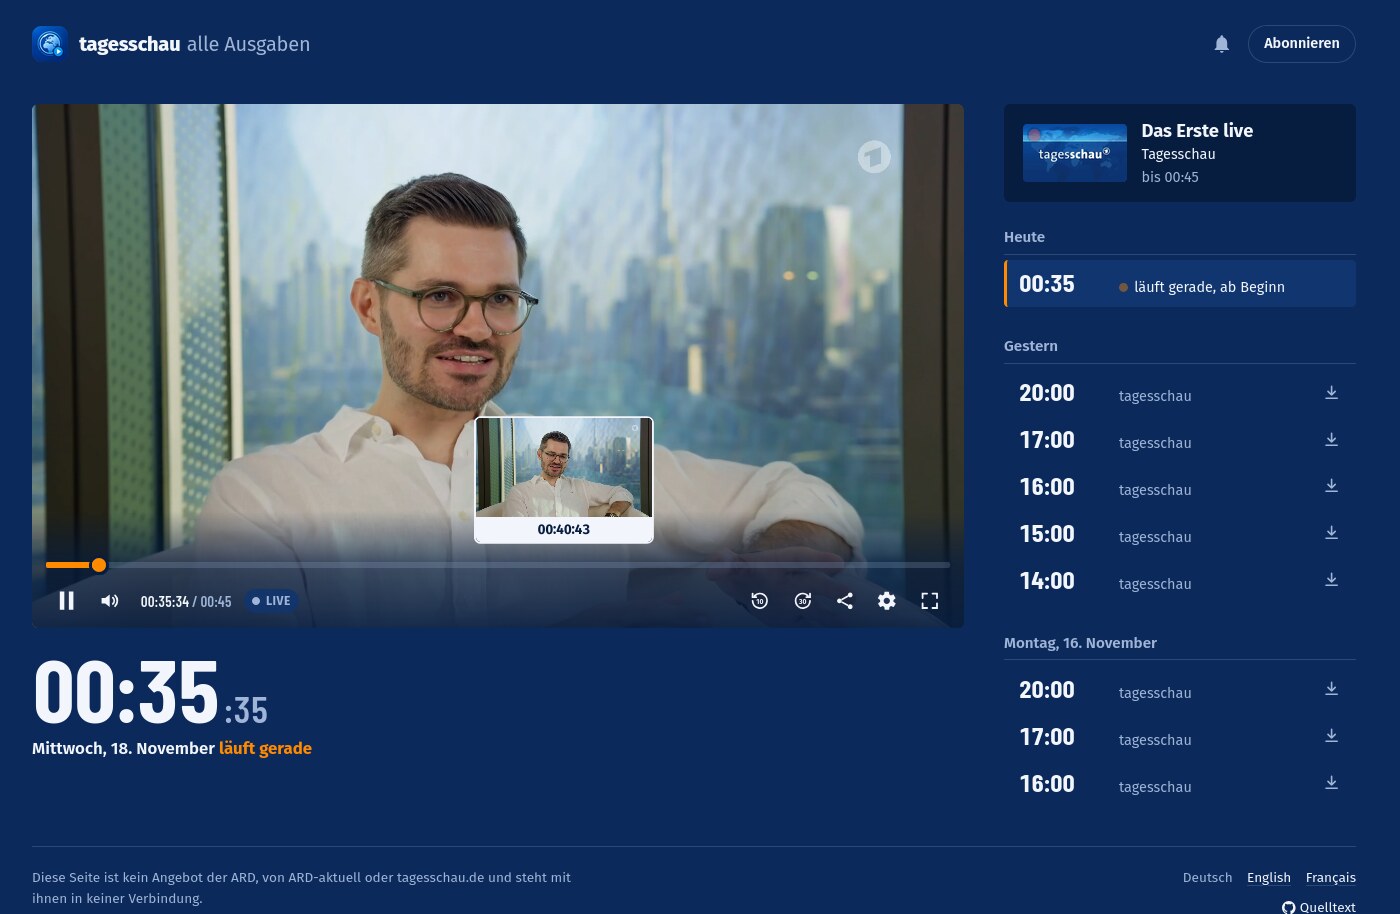 tagesschau alle Ausgaben
Abonnieren
00:40:43
00:35:34 / 00:45
LIVE
10
30
00:35:35
Mittwoch, 18. November läuft gerade
tagesschau
Das Erste live
Tagesschau
bis 00:45
Heute
00:35 läuft gerade, ab Beginn
Gestern
20:00 tagesschau
17:00 tagesschau
16:00 tagesschau
15:00 tagesschau
14:00 tagesschau
Montag, 16. November
20:00 tagesschau
17:00 tagesschau
16:00 tagesschau
Diese Seite ist kein Angebot der ARD, von ARD-aktuell oder tagesschau.de und steht mit
ihnen in keiner Verbindung.
Deutsch English Français
Quelltext